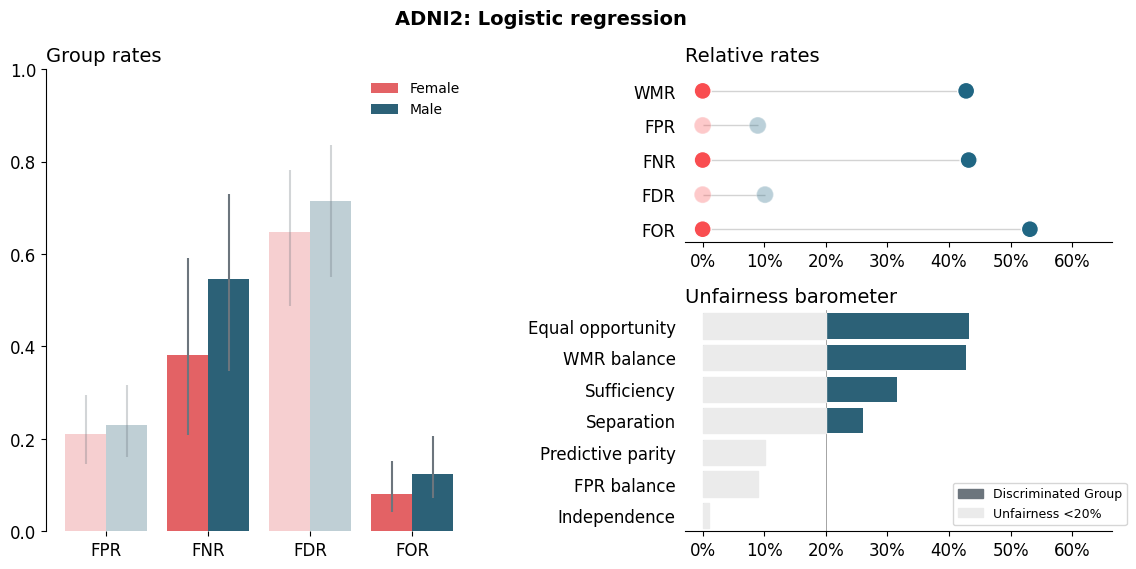 ADNI2: Logistic regression
Group rates
1.0
0.8
0.6
0.4
0.2
0.0
Female
Male
FPR
FNR
FDR
FOR
Relative rates
WMR
FPR
FNR
FDR
FOR
0% 10% 20% 30% 40% 50% 60%
Unfairness barometer
Equal opportunity
WMR balance
Sufficiency
Separation
Predictive parity
FPR balance
Independence
Discriminated Group
Unfairness <20%
0% 10% 20% 30% 40% 50% 60%